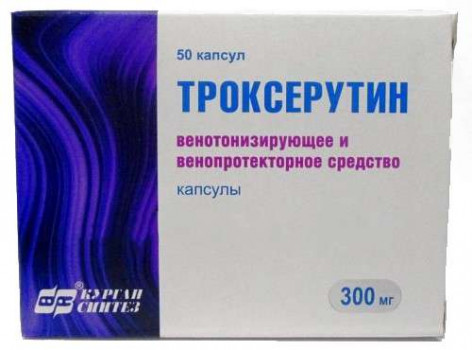 50 капсул
ТРОКСЕРУТИН
венотонизирующее и
венопротекторное средство
капсулы
КУРГАН
СИНТЕЗ
300 мг